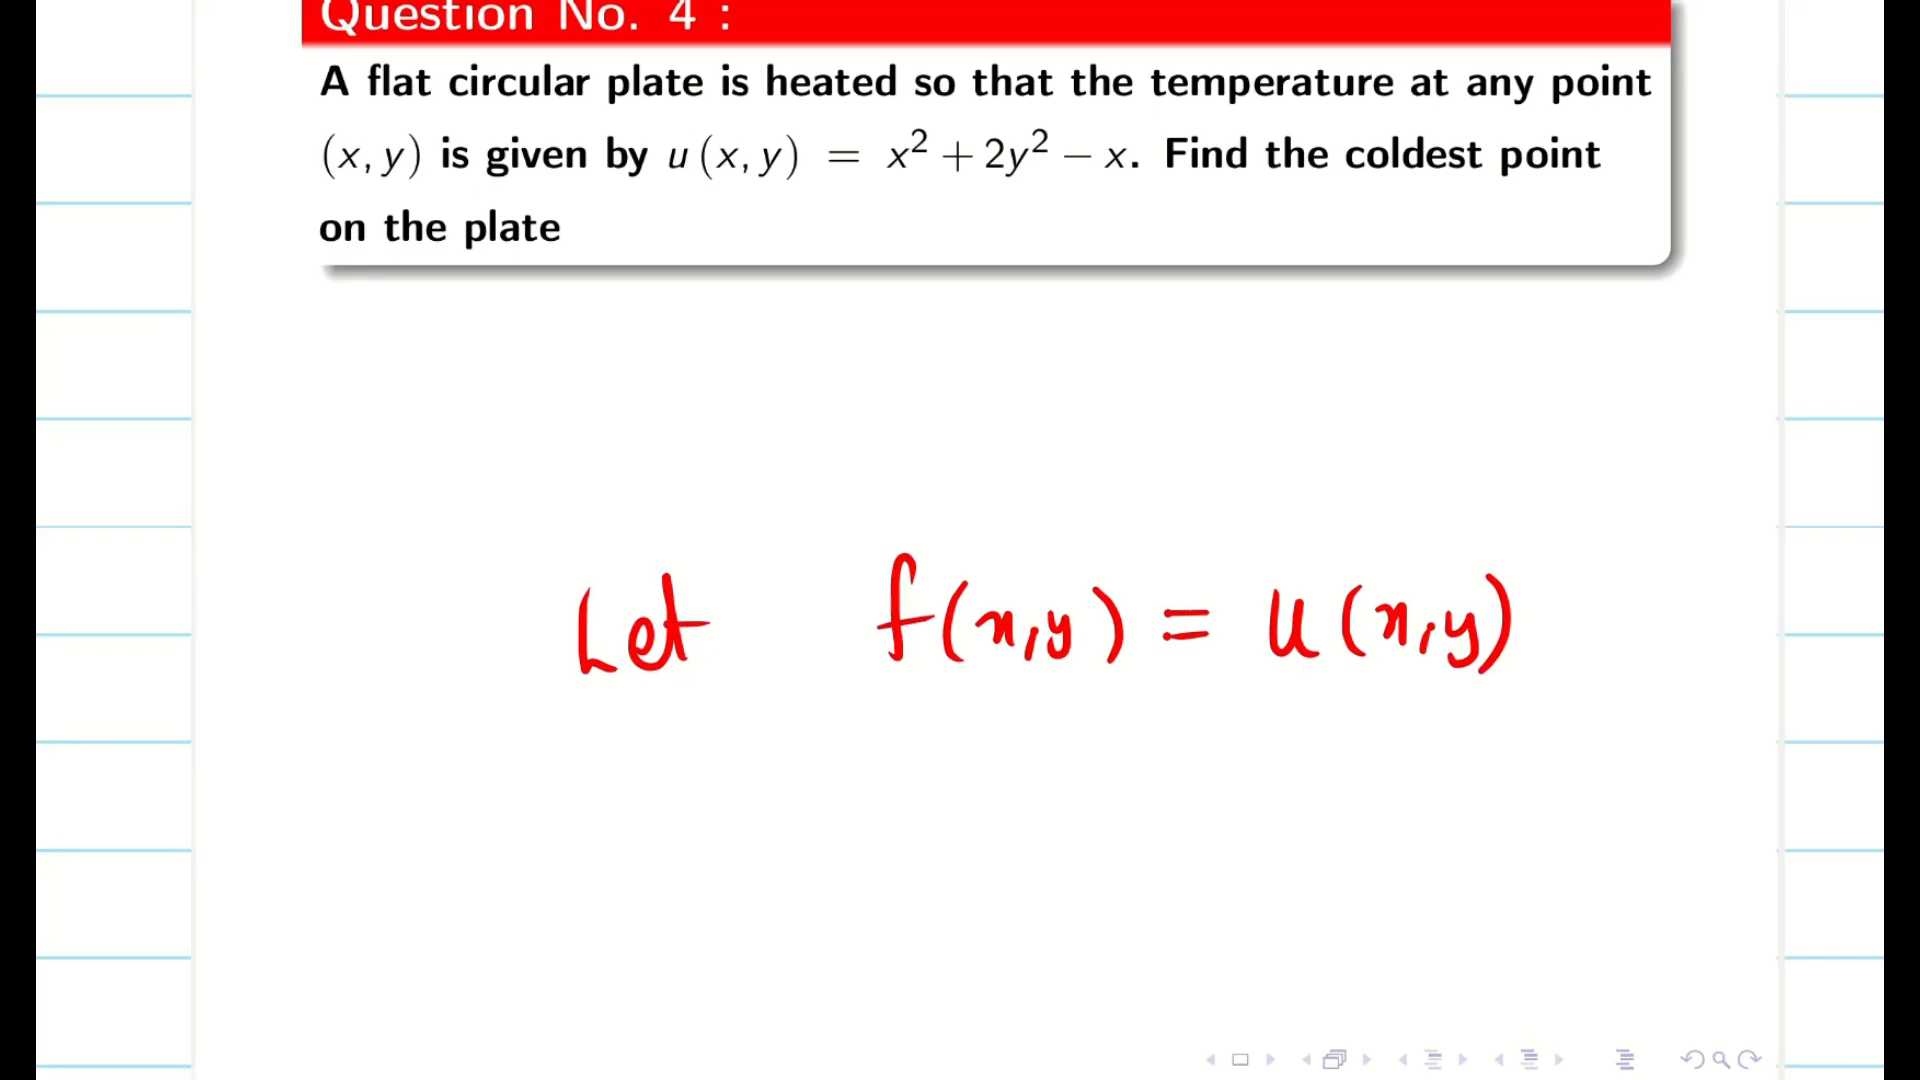 Question No. 4 :
A flat circular plate is heated so that the temperature at any point
(x, y) is given by u (x, y) = x² + 2y² − x. Find the coldest point
on the plate
Let f(x,y) = u(x,y)